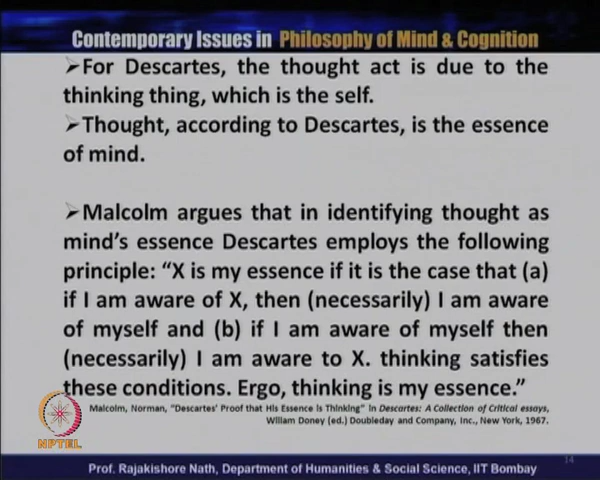 Contemporary Issues in Philosophy of Mind & Cognition
➢For Descartes, the thought act is due to the
thinking thing, which is the self.
➢Thought, according to Descartes, is the essence
of mind.
➢Malcolm argues that in identifying thought as
mind's essence Descartes employs the following
principle: “X is my essence if it is the case that (a)
if I am aware of X, then (necessarily) I am aware
of myself and (b) if I am aware of myself then
(necessarily) I am aware to X. thinking satisfies
these conditions. Ergo, thinking is my essence.”
Malcolm, Norman, “Descartes' Proof that His Essence is Thinking” in Descartes: A Collection of Critical essays,
Wiliam Doney (ed.) Doubleday and Company, Inc., New York, 1967.
NPTEL
14
Prof. Rajakishore Nath, Department of Humanities & Social Science, IIT Bombay